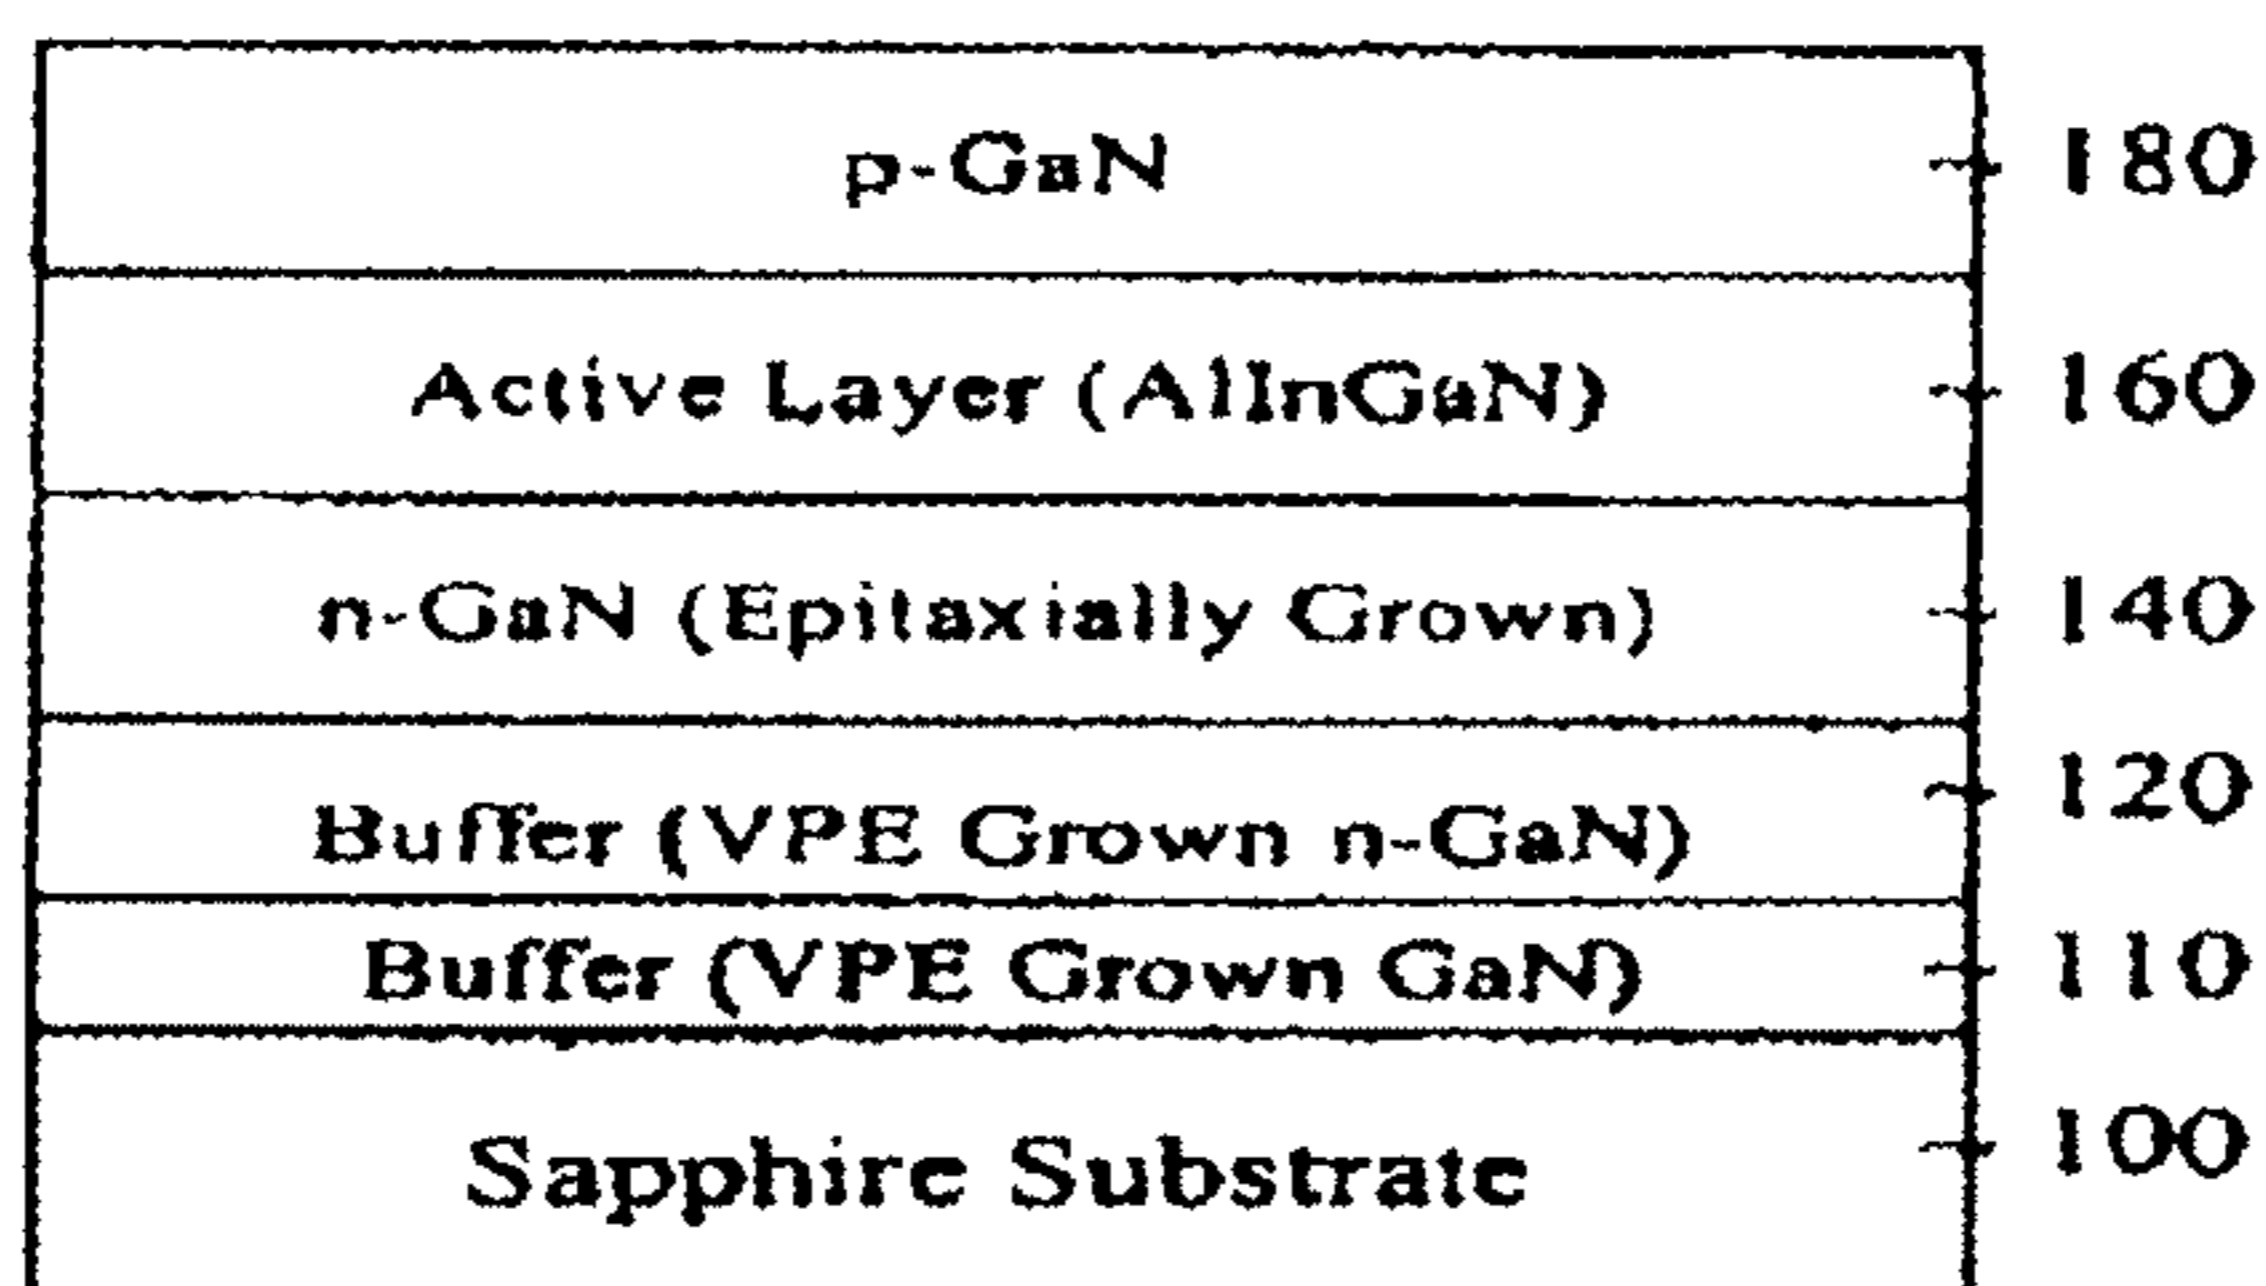 p-GaN 180
Active Layer (AlInGaN) 160
n-GaN (Epitaxially Grown) 140
Buffer (VPE Grown n-GaN) 120
Buffer (VPE Grown GaN) 110
Sapphire Substrate 100